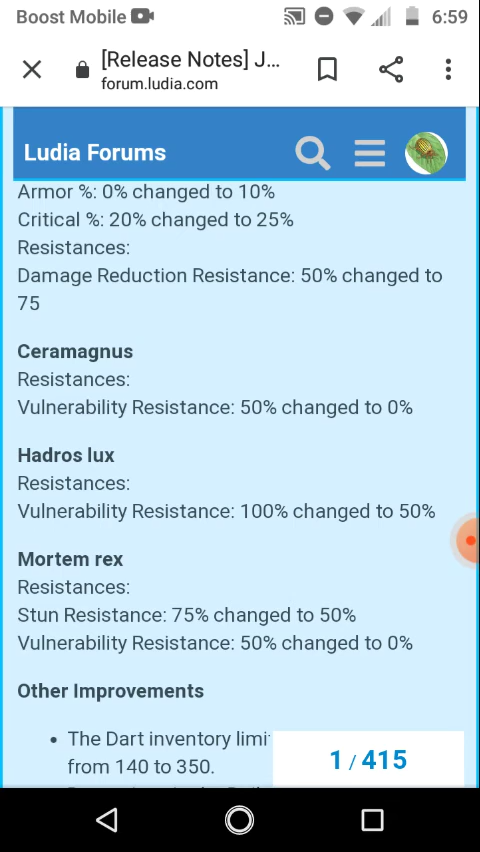 Boost Mobile 6:59
[Release Notes] J...
forum.ludia.com
Ludia Forums
Armor %: 0% changed to 10%
Critical %: 20% changed to 25%
Resistances:
Damage Reduction Resistance: 50% changed to
75
Ceramagnus
Resistances:
Vulnerability Resistance: 50% changed to 0%
Hadros lux
Resistances:
Vulnerability Resistance: 100% changed to 50%
Mortem rex
Resistances:
Stun Resistance: 75% changed to 50%
Vulnerability Resistance: 50% changed to 0%
Other Improvements
• The Dart inventory limi
from 140 to 350.
1 / 415